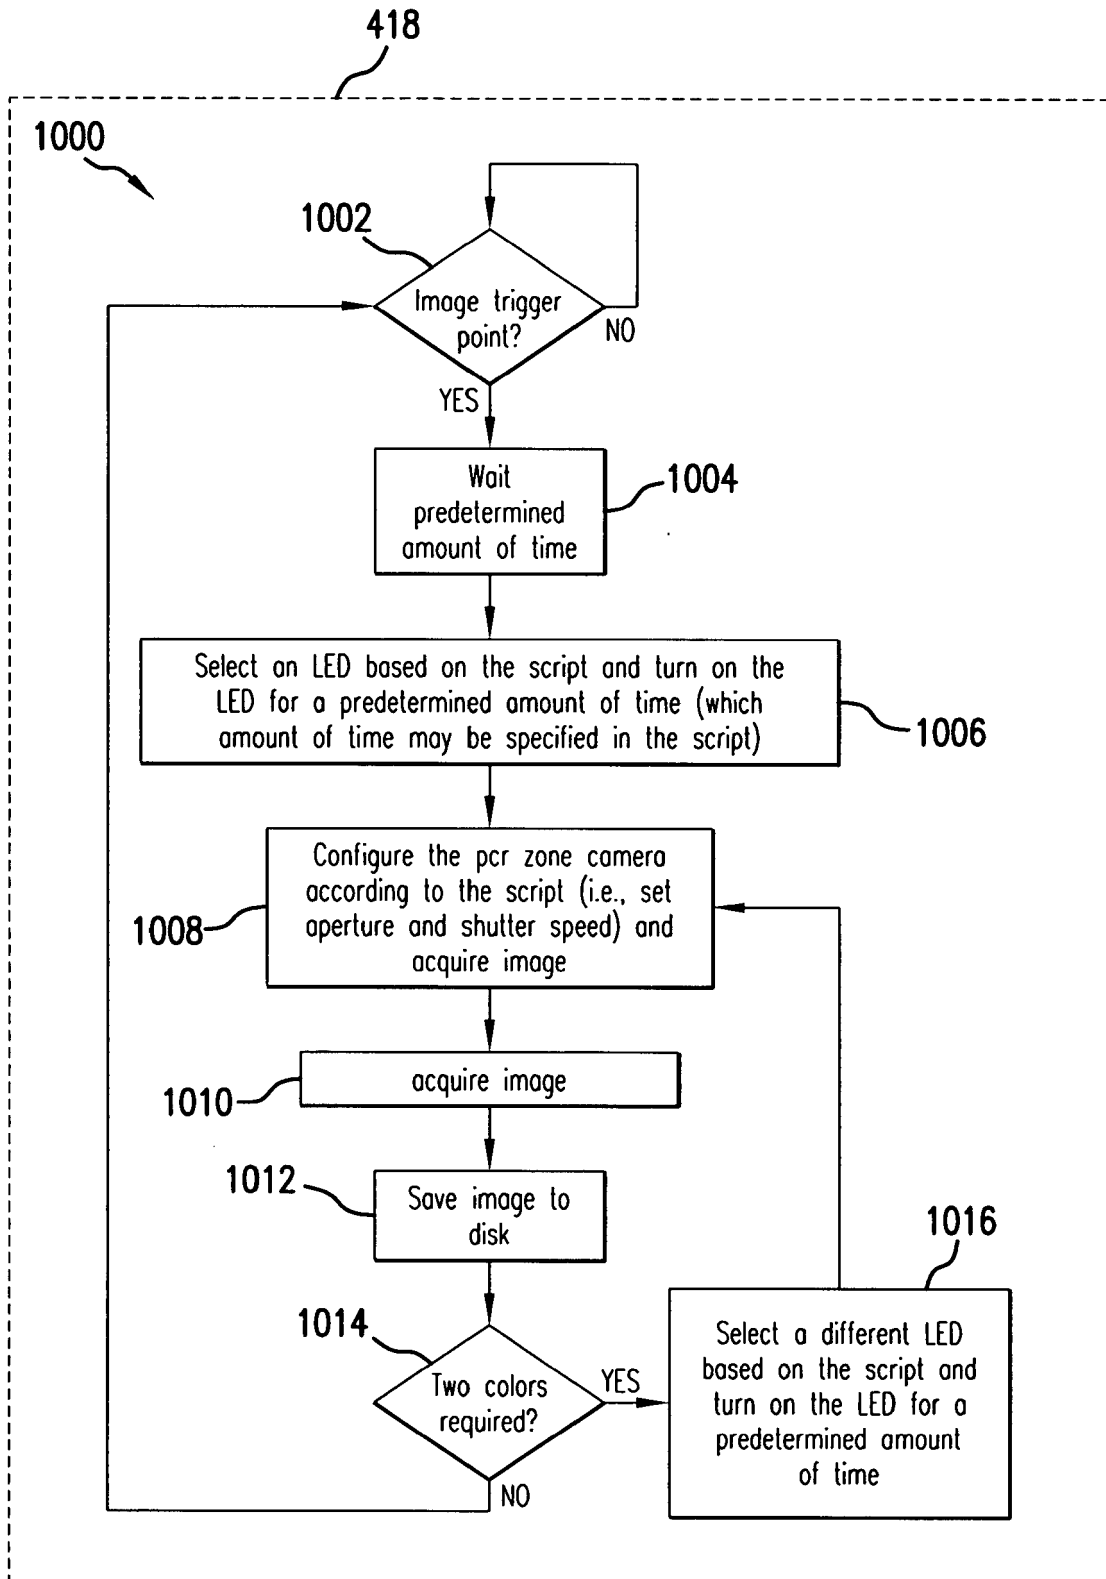 418
1000
1002
Image trigger
point?
NO
YES
Wait
predetermined
amount of time
1004
Select an LED based on the script and turn on the
LED for a predetermined amount of time (which
amount of time may be specified in the script)
1006
Configure the pcr zone camera
according to the script (i.e., set
aperture and shutter speed) and
acquire image
1008
acquire image
1010
1012
Save image to
disk
1016
1014
Two colors
required?
YES
NO
Select a different LED
based on the script and
turn on the LED for a
predetermined amount
of time